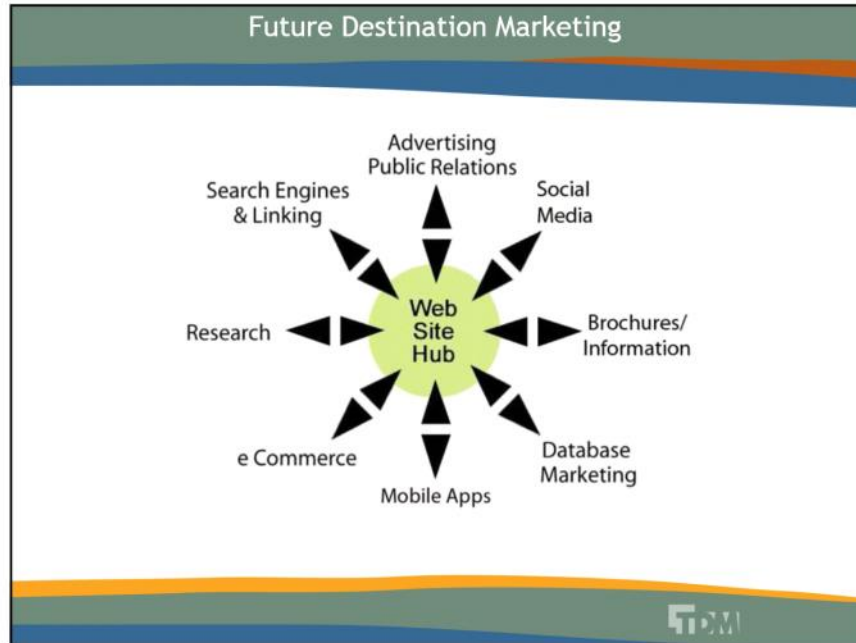 Future Destination Marketing
Advertising
Public Relations
Search Engines
& Linking
Social
Media
Web
Site
Hub
Research
Brochures/
Information
e Commerce
Database
Marketing
Mobile Apps
TDM